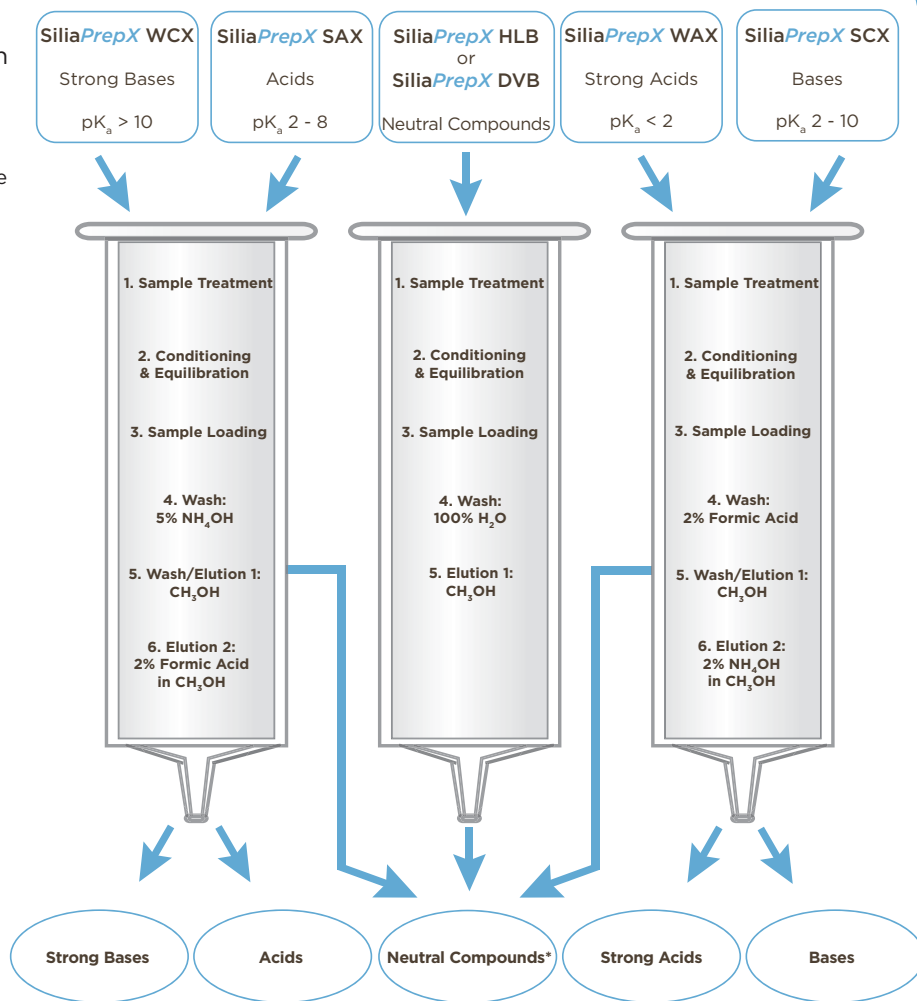 SiliaPrepX WCX
Strong Bases
pKₐ > 10
SiliaPrepX SAX
Acids
pKₐ 2 - 8
SiliaPrepX HLB
or
SiliaPrepX DVB
Neutral Compounds
SiliaPrepX WAX
Strong Acids
pKₐ < 2
SiliaPrepX SCX
Bases
pKₐ 2 - 10
1. Sample Treatment
2. Conditioning
& Equilibration
3. Sample Loading
4. Wash:
5% NH₄OH
5. Wash/Elution 1:
CH₃OH
6. Elution 2:
2% Formic Acid
in CH₃OH
1. Sample Treatment
2. Conditioning
& Equilibration
3. Sample Loading
4. Wash:
100% H₂O
5. Elution 1:
CH₃OH
1. Sample Treatment
2. Conditioning
& Equilibration
3. Sample Loading
4. Wash:
2% Formic Acid
5. Wash/Elution 1:
CH₃OH
6. Elution 2:
2% NH₄OH
in CH₃OH
Strong Bases
Acids
Neutral Compounds*
Strong Acids
Bases